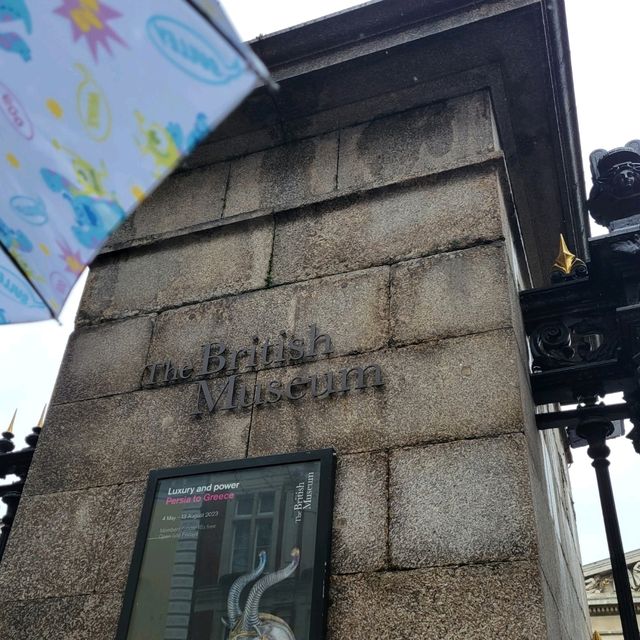 The British
Museum
Luxury and power
Persia to Greece
4 May – 13 August 2023
The British
Museum